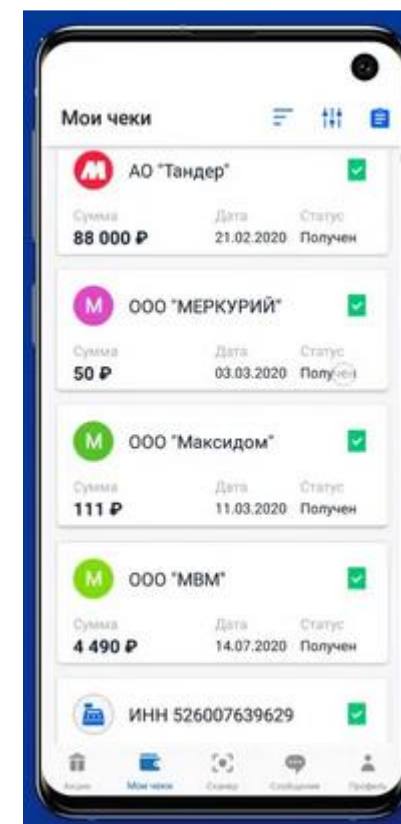 Мои чеки
АО "Тандер"
Сумма Дата Статус
88 000 ₽ 21.02.2020 Получен
М ООО "МЕРКУРИЙ"
Сумма Дата Статус
50 ₽ 03.03.2020 Получен
М ООО "Максидом"
Сумма Дата Статус
111 ₽ 11.03.2020 Получен
М ООО "МВМ"
Сумма Дата Статус
4 490 ₽ 14.07.2020 Получен
ИНН 526007639629
Акции Мои чеки Сканер Сообщения Профиль